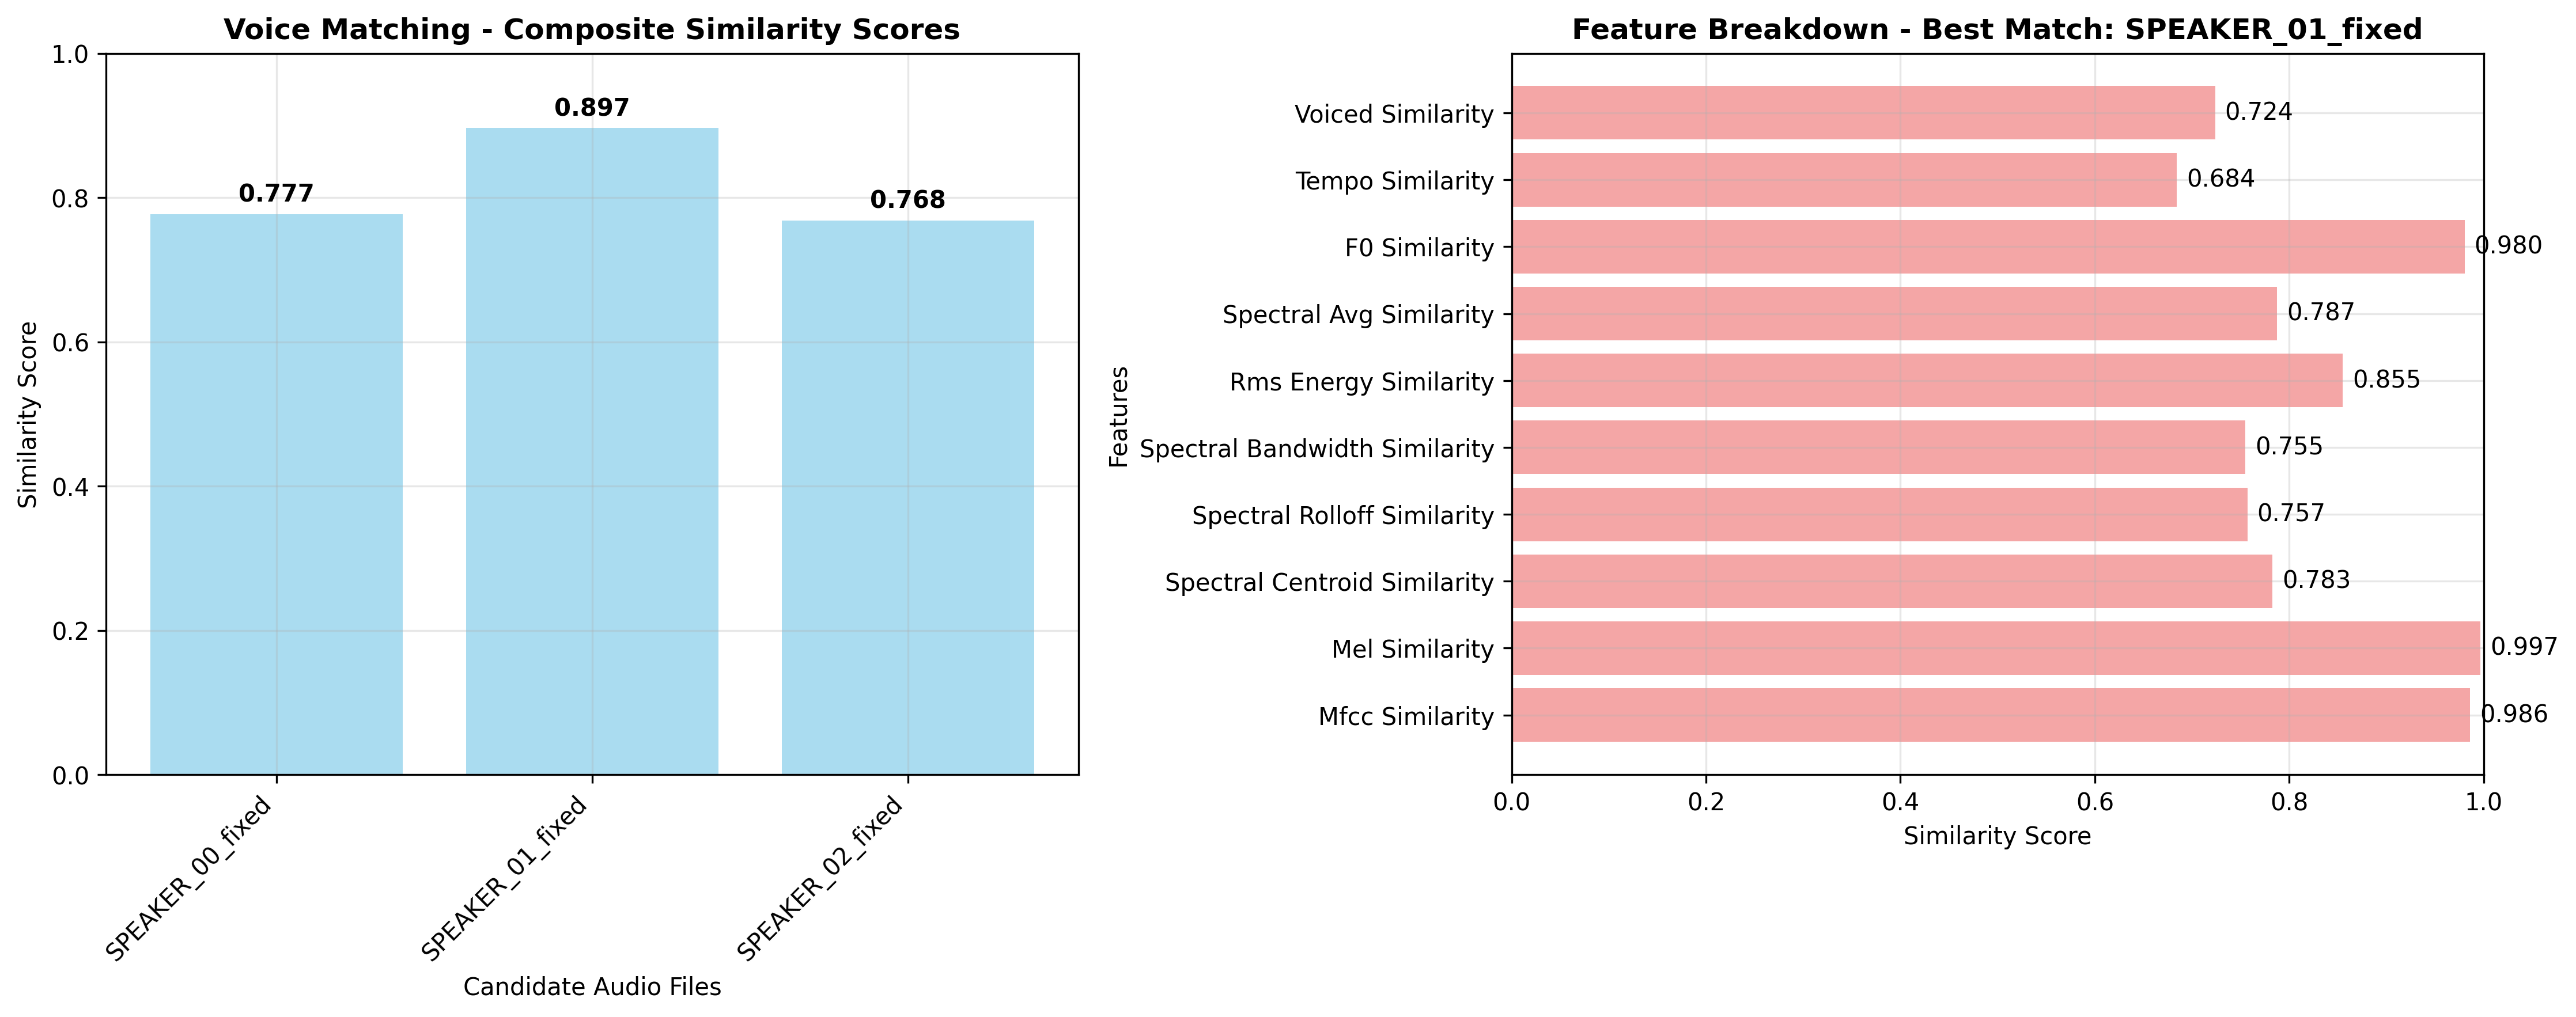 Voice Matching - Composite Similarity Scores
Similarity Score
1.0
0.8
0.6
0.4
0.2
0.0
0.777
0.897
0.768
SPEAKER_00_fixed
SPEAKER_01_fixed
SPEAKER_02_fixed
Candidate Audio Files
Feature Breakdown - Best Match: SPEAKER_01_fixed
Features
Voiced Similarity 0.724
Tempo Similarity 0.684
F0 Similarity 0.980
Spectral Avg Similarity 0.787
Rms Energy Similarity 0.855
Spectral Bandwidth Similarity 0.755
Spectral Rolloff Similarity 0.757
Spectral Centroid Similarity 0.783
Mel Similarity 0.997
Mfcc Similarity 0.986
0.0 0.2 0.4 0.6 0.8 1.0
Similarity Score